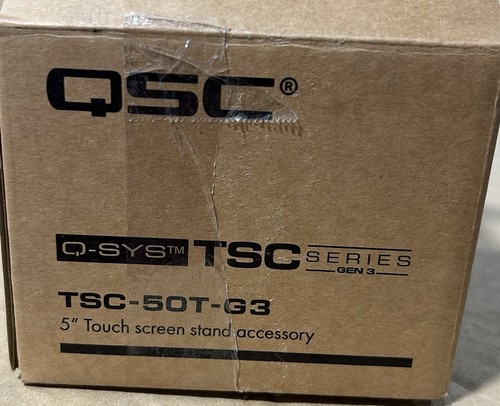 QSC®
Q-SYS™ TSC SERIES
GEN 3
TSC-50T-G3
5" Touch screen stand accessory